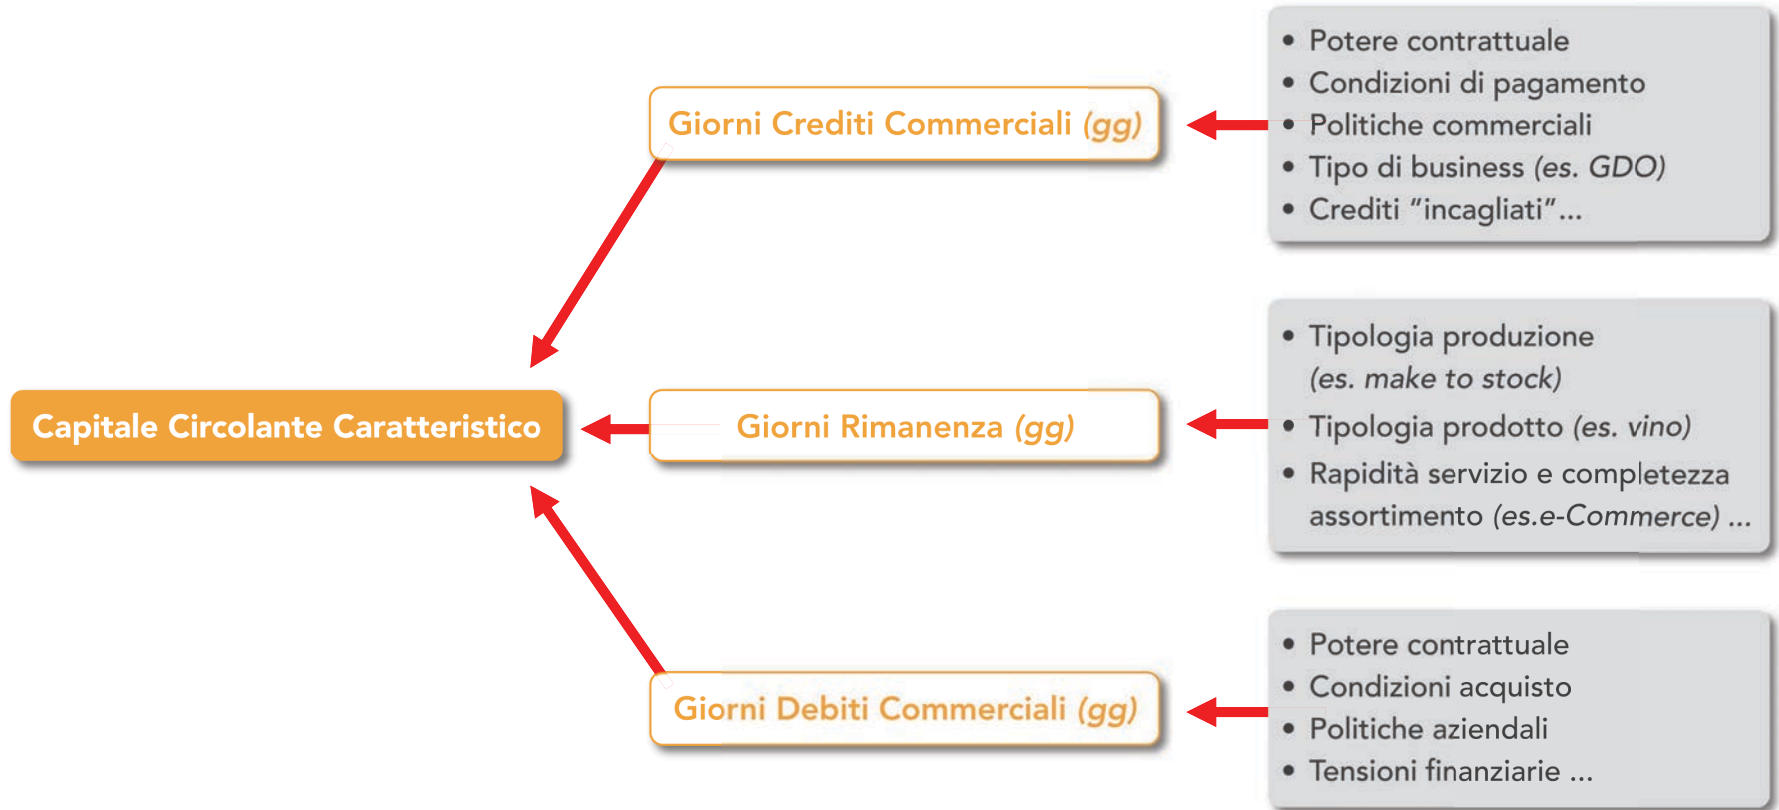 Giorni Crediti Commerciali (gg)
• Potere contrattuale
• Condizioni di pagamento
• Politiche commerciali
• Tipo di business (es. GDO)
• Crediti "incagliati"...
Capitale Circolante Caratteristico
Giorni Rimanenza (gg)
• Tipologia produzione
(es. make to stock)
• Tipologia prodotto (es. vino)
• Rapidità servizio e completezza
assortimento (es.e-Commerce) ...
Giorni Debiti Commerciali (gg)
• Potere contrattuale
• Condizioni acquisto
• Politiche aziendali
• Tensioni finanziarie ...